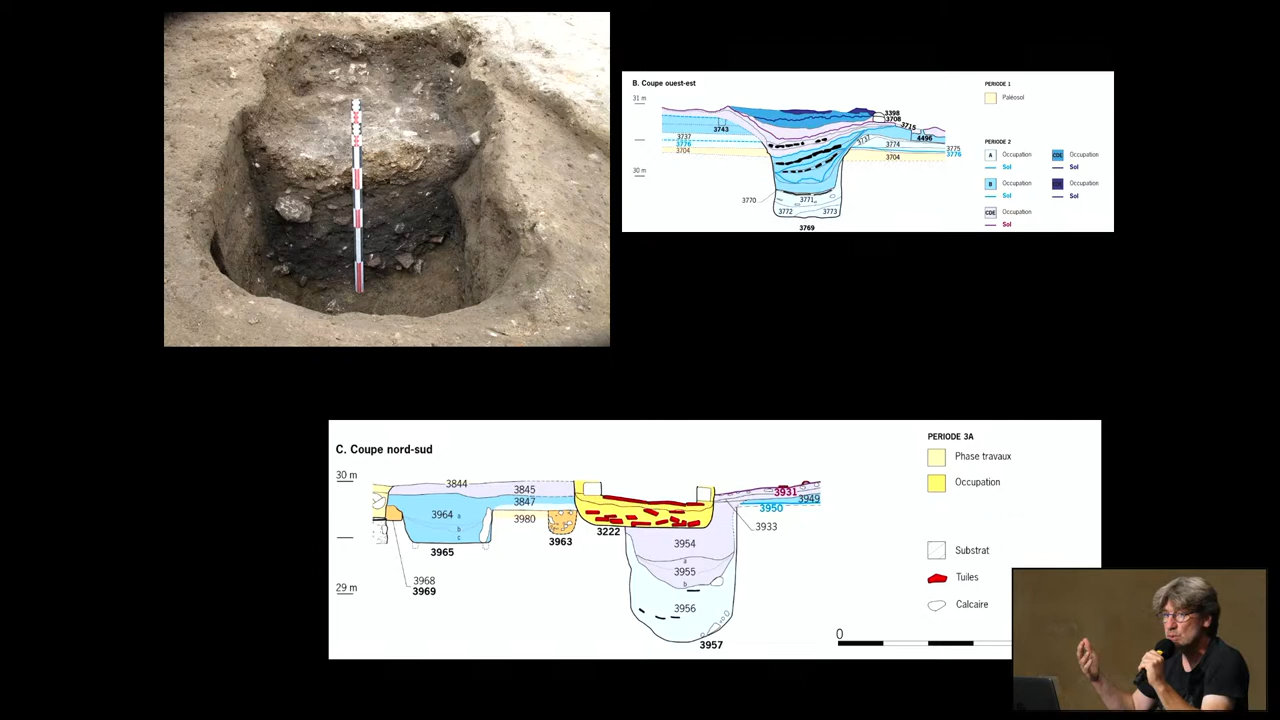 B. Coupe ouest-est
31 m
30 m
3743
3737
3776
3704
3770
3771
3772
3773
3769
3737
3774
3704
3398
3708
3715
4496
3775
3776
PERIODE 1
Paléosol
PERIODE 2
A Occupation
Sol
B Occupation
Sol
CDE Occupation
Sol
CDE Occupation
Sol
Occupation
Sol
C. Coupe nord-sud
30 m
29 m
3844
3845
3847
3964 a
b
c
3965
3980
3963
3968
3969
3222
3954
a
3955
b
3956
3957
3931
3949
3950
3933
PERIODE 3A
Phase travaux
Occupation
Substrat
Tuiles
Calcaire
0